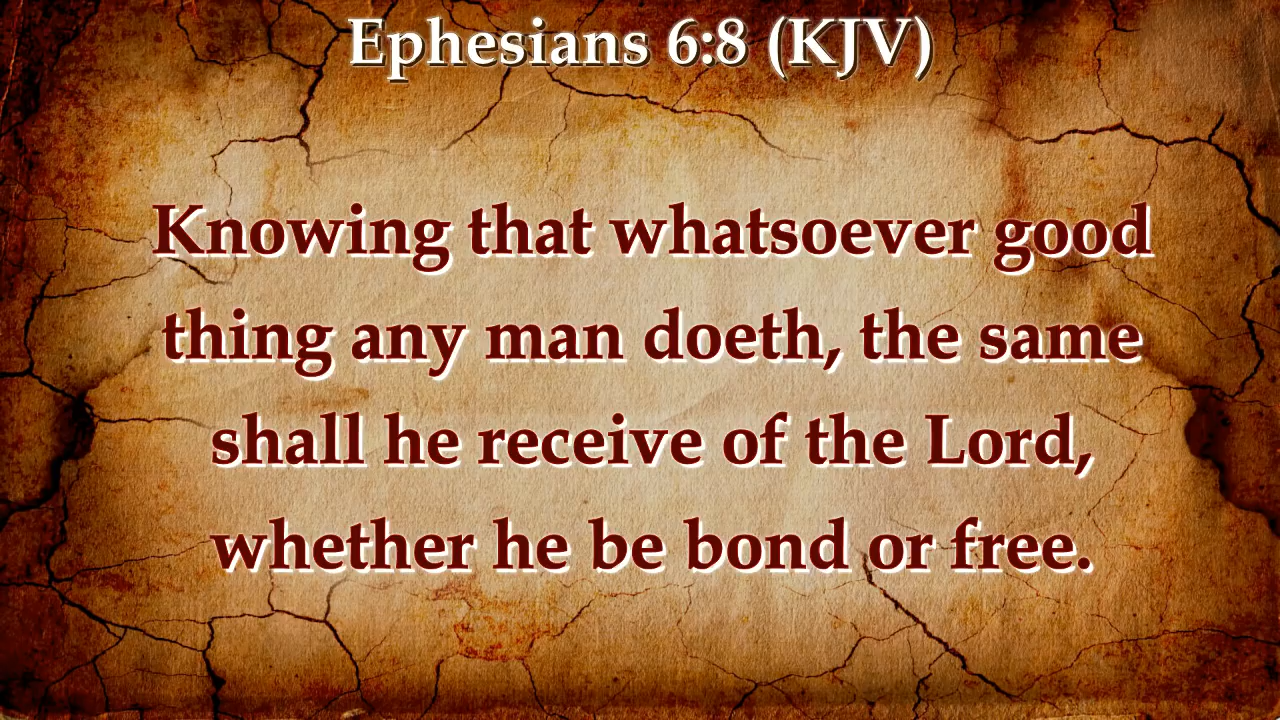 Ephesians 6:8 (KJV)
Knowing that whatsoever good
thing any man doeth, the same
shall he receive of the Lord,
whether he be bond or free.